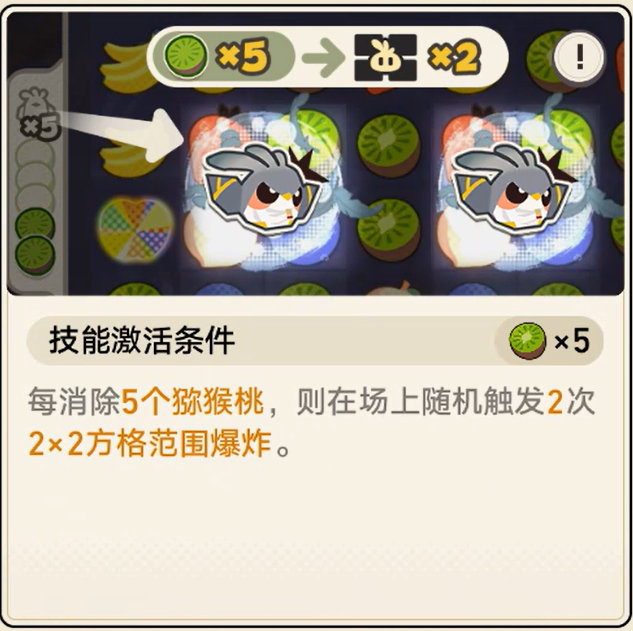 ×5 ×2 !
×5
技能激活条件 ×5
每消除5个猕猴桃，则在场上随机触发2次
2×2方格范围爆炸。